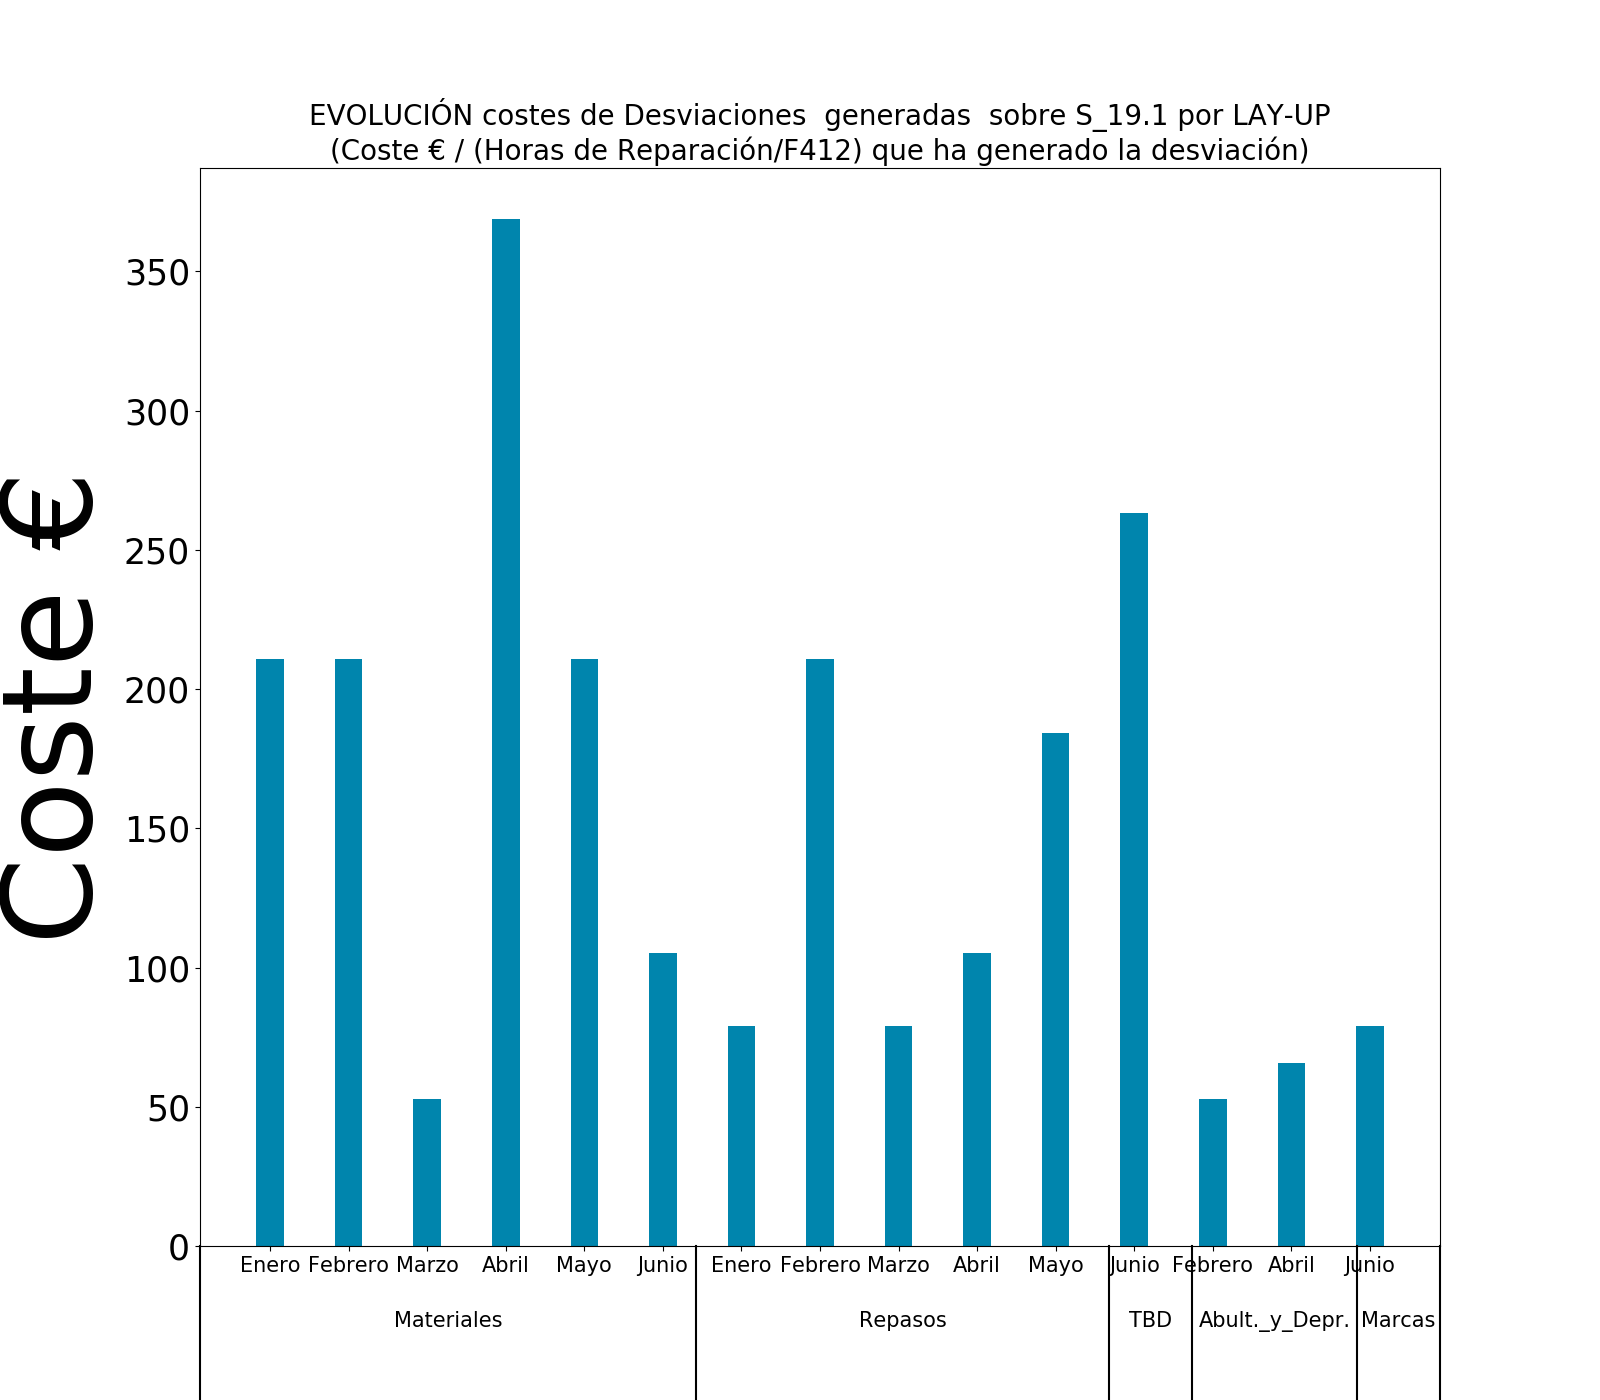 EVOLUCIÓN costes de Desviaciones  generadas  sobre S_19.1 por LAY-UP
(Coste € / (Horas de Reparación/F412) que ha generado la desviación)
Coste €
350
300
250
200
150
100
50
0
Enero Febrero Marzo Abril Mayo Junio Enero Febrero Marzo Abril Mayo Junio Febrero Abril Junio
Materiales Repasos TBD Abult._y_Depr. Marcas